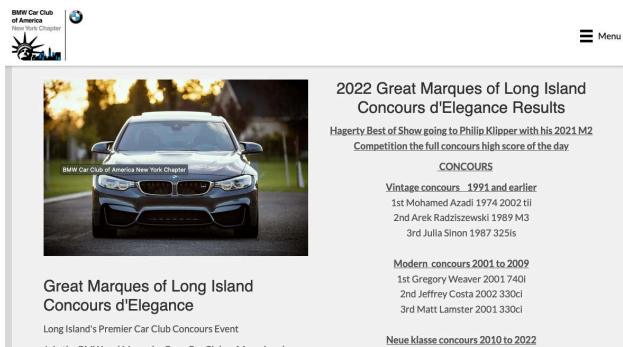 BMW Car Club
of America
New York Chapter
Menu
BMW Car Club of America New York Chapter
Great Marques of Long Island
Concours d'Elegance
Long Island's Premier Car Club Concours Event
2022 Great Marques of Long Island
Concours d'Elegance Results
Hagerty Best of Show going to Philip Klipper with his 2021 M2
Competition the full concours high score of the day
CONCOURS
Vintage concours 1991 and earlier
1st Mohamed Azadi 1974 2002 tii
2nd Arek Radziszewski 1989 M3
3rd Julia Sinon 1987 325is
Modern concours 2001 to 2009
1st Gregory Weaver 2001 740i
2nd Jeffrey Costa 2002 330ci
3rd Matt Lamster 2001 330ci
Neue klasse concours 2010 to 2022